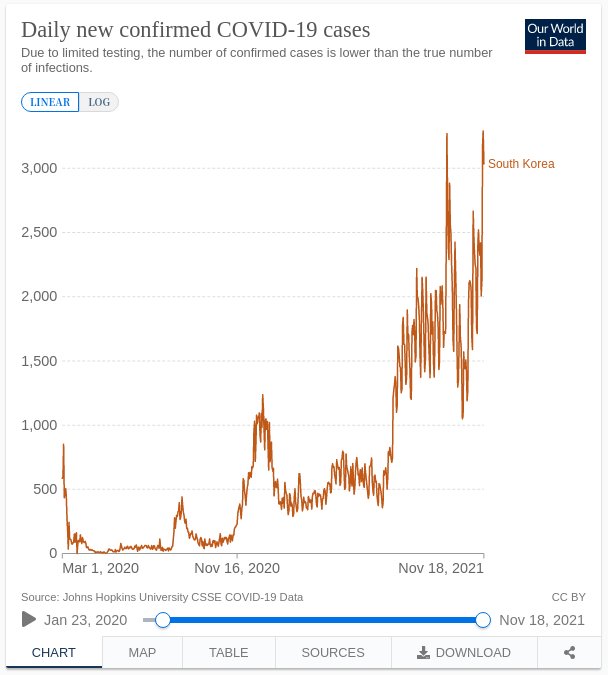 Daily new confirmed COVID-19 cases
Our World
in Data
Due to limited testing, the number of confirmed cases is lower than the true number
of infections.
LINEAR LOG
3,000
South Korea
2,500
2,000
1,500
1,000
500
0
Mar 1, 2020 Nov 16, 2020 Nov 18, 2021
Source: Johns Hopkins University CSSE COVID-19 Data CC BY
Jan 23, 2020 Nov 18, 2021
CHART MAP TABLE SOURCES DOWNLOAD